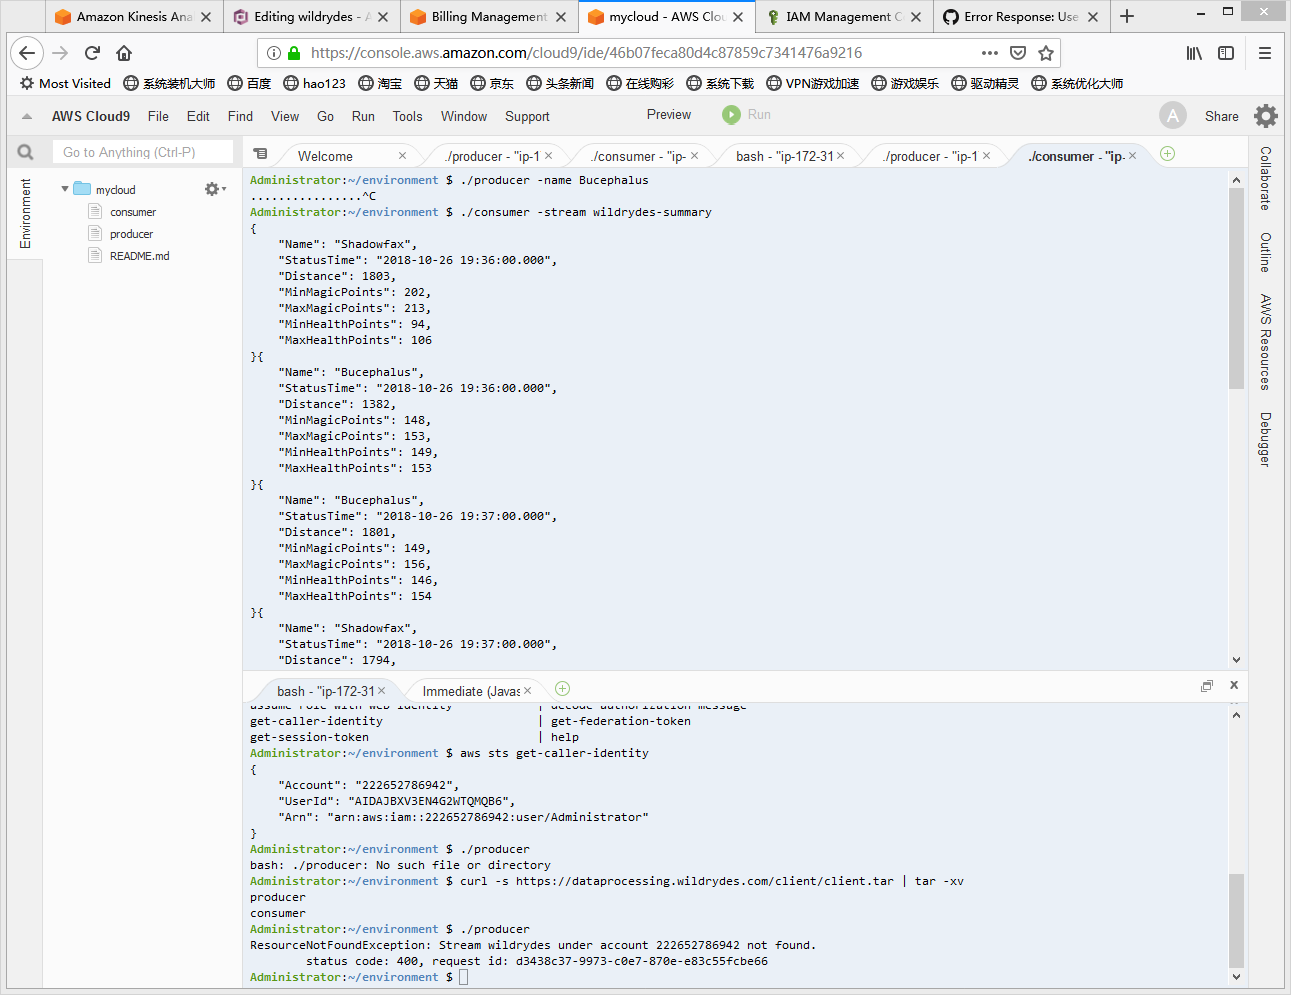 Amazon Kinesis Ana
Editing wildrydes - A
Billing Management
mycloud - AWS Clou
IAM Management C
Error Response: Use
https://console.aws.amazon.com/cloud9/ide/46b07feca80d4c87859c7341476a9216
Most Visited 系统装机大师 百度 hao123 淘宝 天猫 京东 头条新闻 在线购彩 系统下载 VPN游戏加速 游戏娱乐 驱动精灵 系统优化大师
AWS Cloud9 File Edit Find View Go Run Tools Window Support Preview Run A Share
Go to Anything (Ctrl-P)
Welcome ./producer - "ip-1 ./consumer - "ip- bash - "ip-172-31 ./producer - "ip-1 ./consumer - "ip-
Environment
mycloud
consumer
producer
README.md
Collaborate
Outline
AWS Resources
Debugger
Administrator:~/environment $ ./producer -name Bucephalus
................^C
Administrator:~/environment $ ./consumer -stream wildrydes-summary
{
"Name": "Shadowfax",
"StatusTime": "2018-10-26 19:36:00.000",
"Distance": 1803,
"MinMagicPoints": 202,
"MaxMagicPoints": 213,
"MinHealthPoints": 94,
"MaxHealthPoints": 106
}{
"Name": "Bucephalus",
"StatusTime": "2018-10-26 19:36:00.000",
"Distance": 1382,
"MinMagicPoints": 148,
"MaxMagicPoints": 153,
"MinHealthPoints": 149,
"MaxHealthPoints": 153
}{
"Name": "Bucephalus",
"StatusTime": "2018-10-26 19:37:00.000",
"Distance": 1801,
"MinMagicPoints": 149,
"MaxMagicPoints": 156,
"MinHealthPoints": 146,
"MaxHealthPoints": 154
}{
"Name": "Shadowfax",
"StatusTime": "2018-10-26 19:37:00.000",
"Distance": 1794,
bash - "ip-172-31 Immediate (Javas
assume-role-with-web-identity | decode-authorization-message
get-caller-identity | get-federation-token
get-session-token | help
Administrator:~/environment $ aws sts get-caller-identity
{
"Account": "222652786942",
"UserId": "AIDAJBXV3EN4G2WTQMQB6",
"Arn": "arn:aws:iam::222652786942:user/Administrator"
}
Administrator:~/environment $ ./producer
bash: ./producer: No such file or directory
Administrator:~/environment $ curl -s https://dataprocessing.wildrydes.com/client/client.tar | tar -xv
producer
consumer
Administrator:~/environment $ ./producer
ResourceNotFoundException: Stream wildrydes under account 222652786942 not found.
status code: 400, request id: d3438c37-9973-c0e7-870e-e83c55fcbe66
Administrator:~/environment $